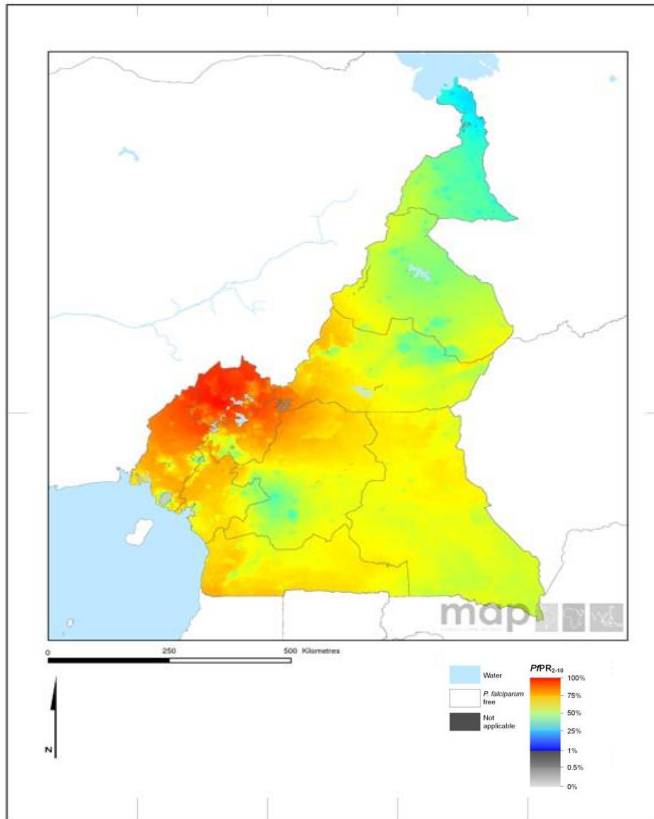 map
0 250 500 Kilometres
Water
P. falciparum
free
Not
applicable
PfPR2-10
100%
75%
50%
25%
1%
0.5%
0%
N